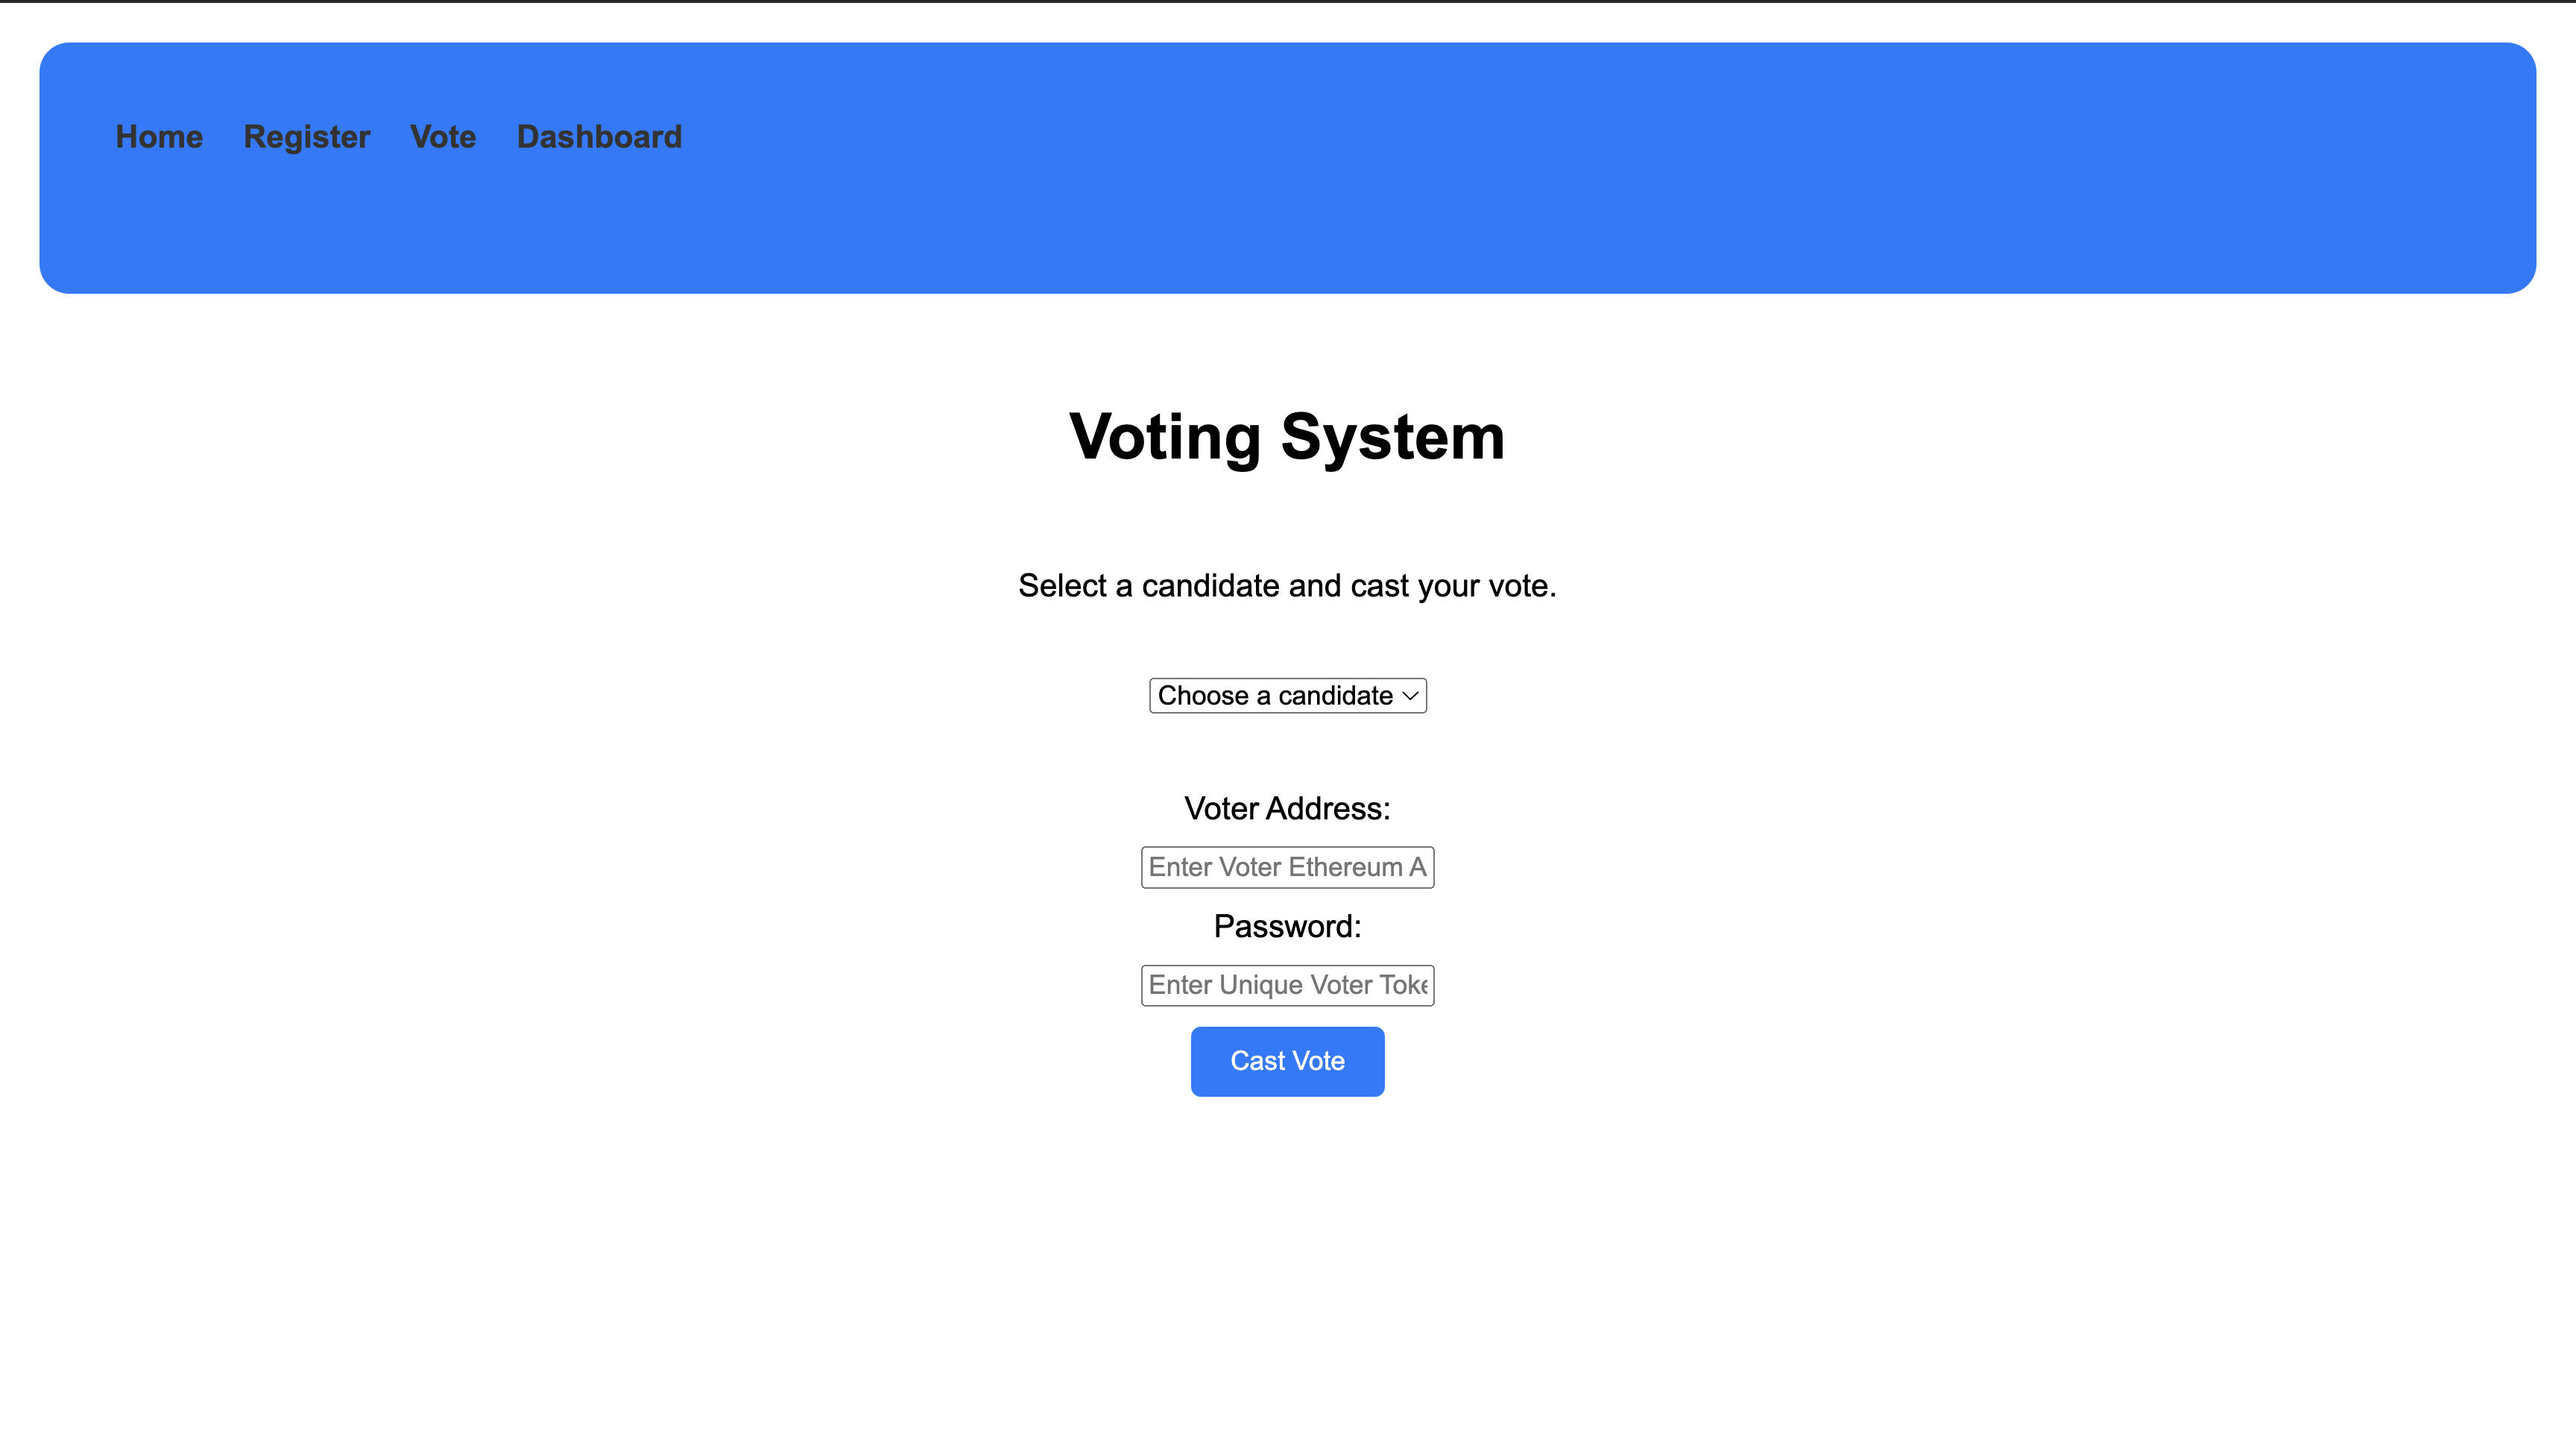 Home Register Vote Dashboard
Voting System
Select a candidate and cast your vote.
Choose a candidate
Voter Address:
Enter Voter Ethereum A
Password:
Enter Unique Voter Toke
Cast Vote